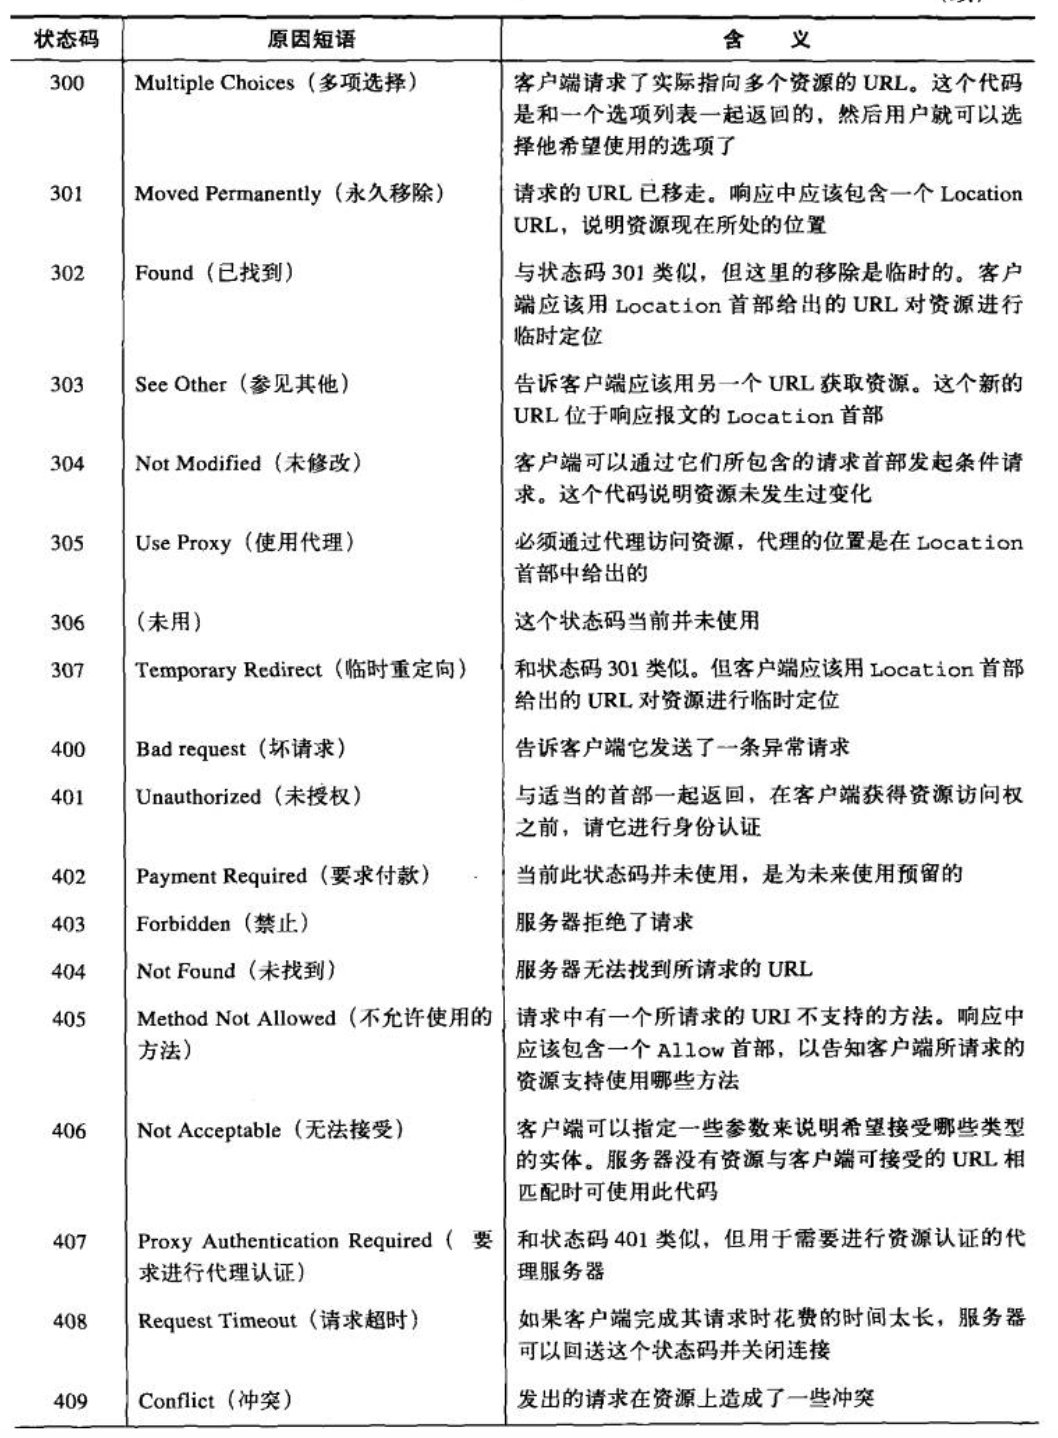 状态码 原因短语 含 义
300 Multiple Choices（多项选择） 客户端请求了实际指向多个资源的 URL。这个代码
是和一个选项列表一起返回的，然后用户就可以选
择他希望使用的选项了
301 Moved Permanently（永久移除） 请求的 URL 已移走。响应中应该包含一个 Location
URL，说明资源现在所处的位置
302 Found（已找到） 与状态码 301 类似，但这里的移除是临时的。客户
端应该用 Location 首部给出的 URL 对资源进行
临时定位
303 See Other（参见其他） 告诉客户端应该用另一个 URL 获取资源。这个新的
URL 位于响应报文的 Location 首部
304 Not Modified（未修改） 客户端可以通过它们所包含的请求首部发起条件请
求。这个代码说明资源未发生过变化
305 Use Proxy（使用代理） 必须通过代理访问资源，代理的位置是在 Location
首部中给出的
306 （未用） 这个状态码当前并未使用
307 Temporary Redirect（临时重定向） 和状态码 301 类似。但客户端应该用 Location 首部
给出的 URL 对资源进行临时定位
400 Bad request（坏请求） 告诉客户端它发送了一条异常请求
401 Unauthorized（未授权） 与适当的首部一起返回，在客户端获得资源访问权
之前，请它进行身份认证
402 Payment Required（要求付款） 当前此状态码并未使用，是为未来使用预留的
403 Forbidden（禁止） 服务器拒绝了请求
404 Not Found（未找到） 服务器无法找到所请求的 URL
405 Method Not Allowed（不允许使用的 请求中有一个所请求的 URI 不支持的方法。响应中
方法） 应该包含一个 Allow 首部，以告知客户端所请求的
资源支持使用哪些方法
406 Not Acceptable（无法接受） 客户端可以指定一些参数来说明希望接受哪些类型
的实体。服务器没有资源与客户端可接受的 URL 相
匹配时可使用此代码
407 Proxy Authentication Required（ 要 和状态码 401 类似，但用于需要进行资源认证的代
求进行代理认证） 理服务器
408 Request Timeout（请求超时） 如果客户端完成其请求时花费的时间太长，服务器
可以回送这个状态码并关闭连接
409 Conflict（冲突） 发出的请求在资源上造成了一些冲突